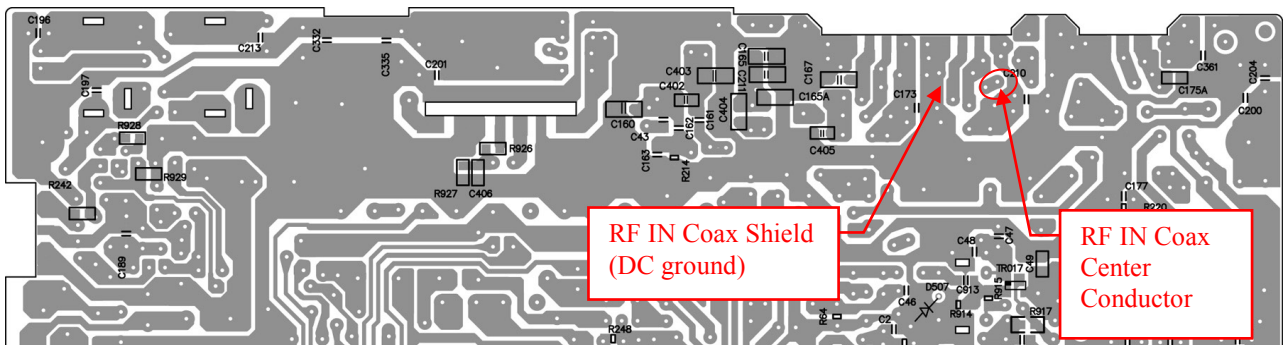 C196
C213
C332
C335
C201
C403
C402
C165
C211
C167
C210
C361
C204
C197
C404
C165A
C173
C175A
C200
R928
C160
C43
C162
C161
C405
R926
C163
R214
R929
R242
R927
C406
C177
R220
RF IN Coax Shield
(DC ground)
RF IN Coax
Center
Conductor
C189
C48
C47
TR017
C49
C913
R915
D507
C46
R914
R917
R248
R64
C2